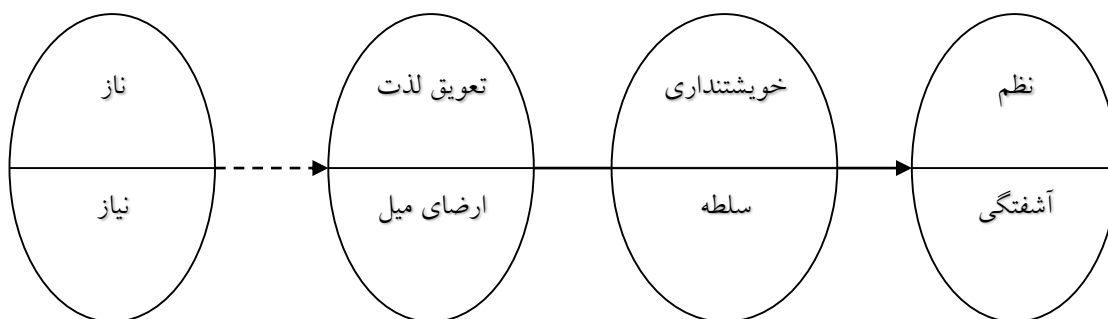 ناز
نیاز
تعویق لذت
ارضای میل
خویشتنداری
سلطه
نظم
آشفتگی